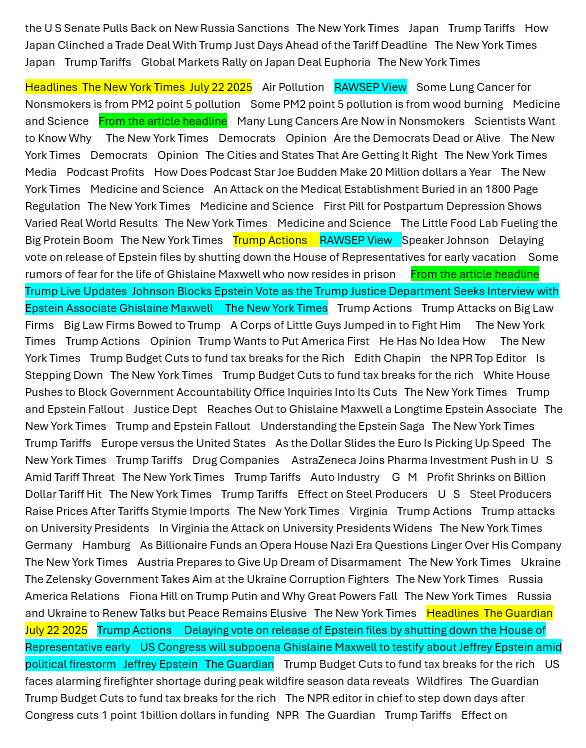 the U S Senate Pulls Back on New Russia Sanctions The New York Times Japan Trump Tariffs How
Japan Clinched a Trade Deal With Trump Just Days Ahead of the Tariff Deadline The New York Times
Japan Trump Tariffs Global Markets Rally on Japan Deal Euphoria The New York Times
Headlines The New York Times July 22 2025 Air Pollution RAWSEP View Some Lung Cancer for
Nonsmokers is from PM2 point 5 pollution Some PM2 point 5 pollution is from wood burning Medicine
and Science From the article headline Many Lung Cancers Are Now in Nonsmokers Scientists Want
to Know Why The New York Times Democrats Opinion Are the Democrats Dead or Alive The New
York Times Democrats Opinion The Cities and States That Are Getting It Right The New York Times
Media Podcast Profits How Does Podcast Star Joe Budden Make 20 Million dollars a Year The New
York Times Medicine and Science An Attack on the Medical Establishment Buried in an 1800 Page
Regulation The New York Times Medicine and Science First Pill for Postpartum Depression Shows
Varied Real World Results The New York Times Medicine and Science The Little Food Lab Fueling the
Big Protein Boom The New York Times Trump Actions RAWSEP View Speaker Johnson Delaying
vote on release of Epstein files by shutting down the House of Representatives for early vacation Some
rumors of fear for the life of Ghislaine Maxwell who now resides in prison From the article headline
Trump Live Updates Johnson Blocks Epstein Vote as the Trump Justice Department Seeks Interview with
Epstein Associate Ghislaine Maxwell The New York Times Trump Actions Trump Attacks on Big Law
Firms Big Law Firms Bowed to Trump A Corps of Little Guys Jumped in to Fight Him The New York
Times Trump Actions Opinion Trump Wants to Put America First He Has No Idea How The New
York Times Trump Budget Cuts to fund tax breaks for the Rich Edith Chapin the NPR Top Editor Is
Stepping Down The New York Times Trump Budget Cuts to fund tax breaks for the rich White House
Pushes to Block Government Accountability Office Inquiries Into Its Cuts The New York Times Trump
and Epstein Fallout Justice Dept Reaches Out to Ghislaine Maxwell a Longtime Epstein Associate The
New York Times Trump and Epstein Fallout Understanding the Epstein Saga The New York Times
Trump Tariffs Europe versus the United States As the Dollar Slides the Euro Is Picking Up Speed The
New York Times Trump Tariffs Drug Companies AstraZeneca Joins Pharma Investment Push in U S
Amid Tariff Threat The New York Times Trump Tariffs Auto Industry G M Profit Shrinks on Billion
Dollar Tariff Hit The New York Times Trump Tariffs Effect on Steel Producers U S Steel Producers
Raise Prices After Tariffs Stymie Imports The New York Times Virginia Trump Actions Trump attacks
on University Presidents In Virginia the Attack on University Presidents Widens The New York Times
Germany Hamburg As Billionaire Funds an Opera House Nazi Era Questions Linger Over His Company
The New York Times Austria Prepares to Give Up Dream of Disarmament The New York Times Ukraine
The Zelensky Government Takes Aim at the Ukraine Corruption Fighters The New York Times Russia
America Relations Fiona Hill on Trump Putin and Why Great Powers Fall The New York Times Russia
and Ukraine to Renew Talks but Peace Remains Elusive The New York Times Headlines The Guardian
July 22 2025 Trump Actions Delaying vote on release of Epstein files by shutting down the House of
Representative early US Congress will subpoena Ghislaine Maxwell to testify about Jeffrey Epstein amid
political firestorm Jeffrey Epstein The Guardian Trump Budget Cuts to fund tax breaks for the rich US
faces alarming firefighter shortage during peak wildfire season data reveals Wildfires The Guardian
Trump Budget Cuts to fund tax breaks for the rich The NPR editor in chief to step down days after
Congress cuts 1 point 1billion dollars in funding NPR The Guardian Trump Tariffs Effect on